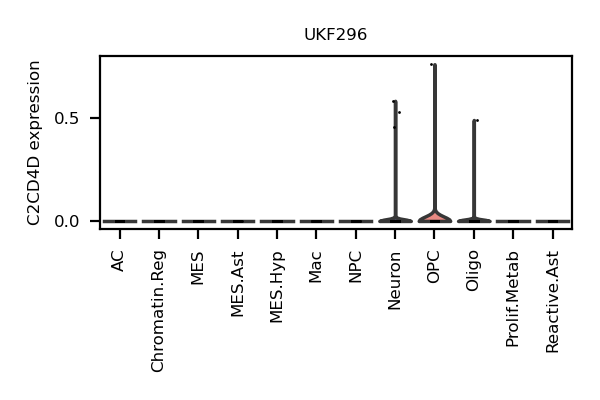 UKF296
C2CD4D expression
0.5
0.0
AC
Chromatin.Reg
MES
MES.Ast
MES.Hyp
Mac
NPC
Neuron
OPC
Oligo
Prolif.Metab
Reactive.Ast